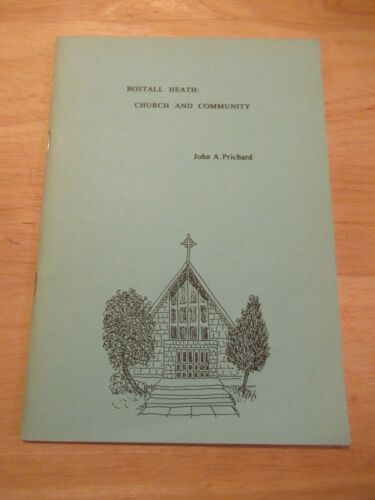 BOSTALL HEATH:
CHURCH AND COMMUNITY
John A. Prichard